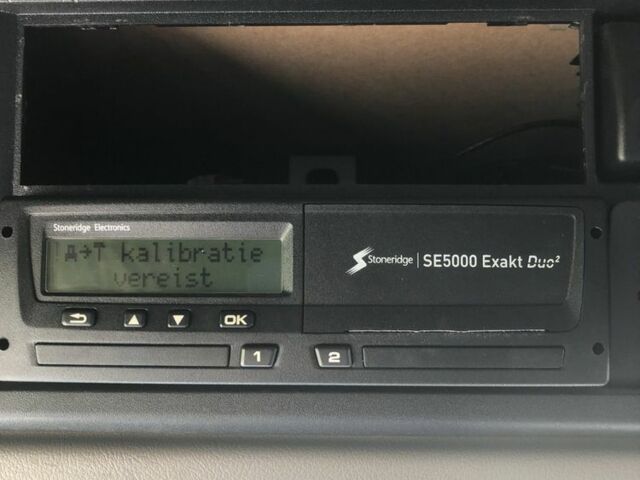 Stoneridge Electronics
A→T kalibratie
vereist
Stoneridge | SE5000 Exakt Duo²
OK
1 2